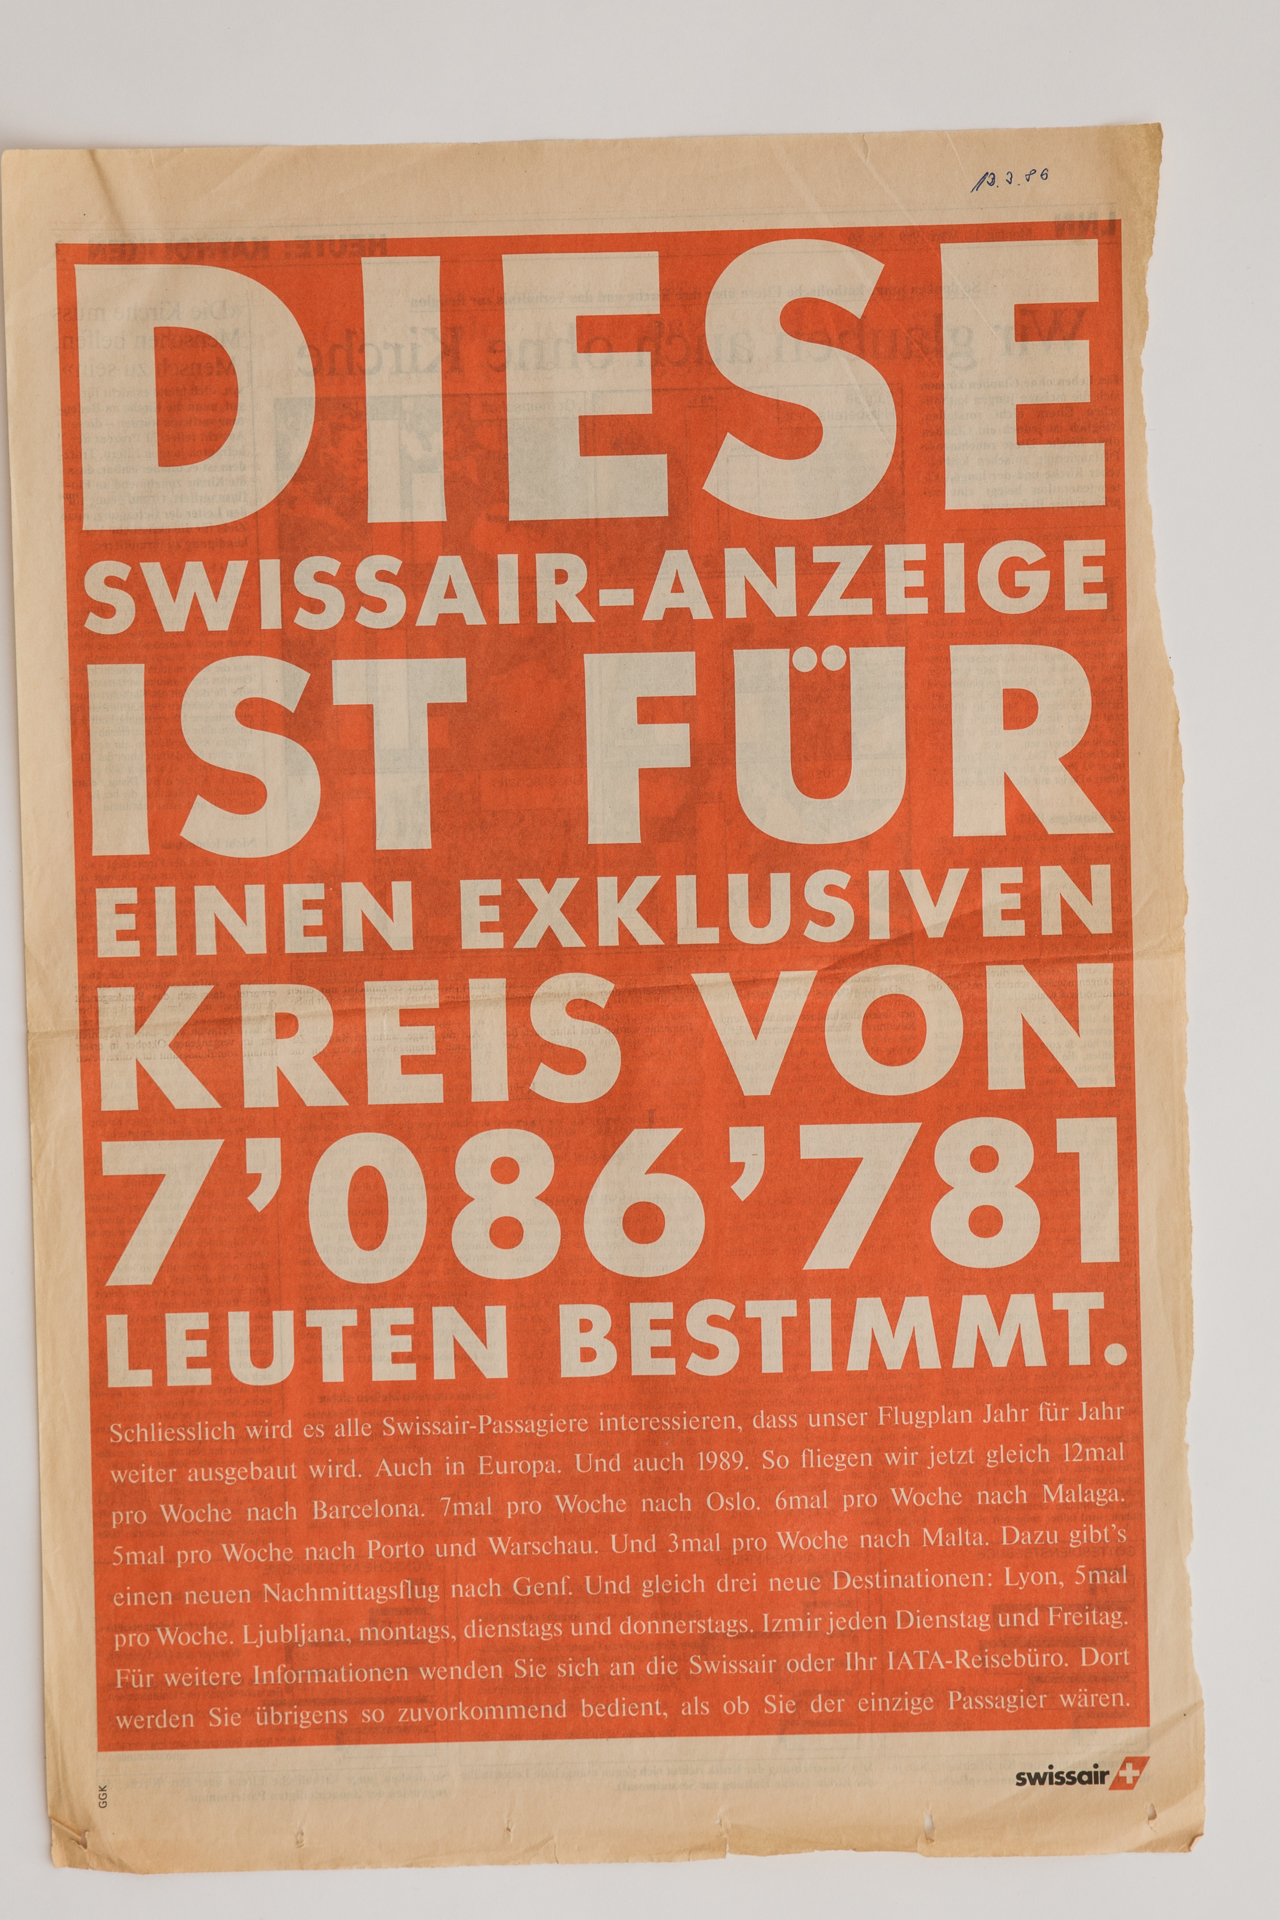 13.3.86
DIESE
SWISSAIR-ANZEIGE
IST FÜR
EINEN EXKLUSIVEN
KREIS VON
7’086’781
LEUTEN BESTIMMT.
Schliesslich wird es alle Swissair-Passagiere interessieren, dass unser Flugplan Jahr für Jahr
weiter ausgebaut wird. Auch in Europa. Und auch 1989. So fliegen wir jetzt gleich 12mal
pro Woche nach Barcelona. 7mal pro Woche nach Oslo. 6mal pro Woche nach Malaga.
5mal pro Woche nach Porto und Warschau. Und 3mal pro Woche nach Malta. Dazu gibt’s
einen neuen Nachmittagsflug nach Genf. Und gleich drei neue Destinationen: Lyon, 5mal
pro Woche. Ljubljana, montags, dienstags und donnerstags. Izmir jeden Dienstag und Freitag.
Für weitere Informationen wenden Sie sich an die Swissair oder Ihr IATA-Reisebüro. Dort
werden Sie übrigens so zuvorkommend bedient, als ob Sie der einzige Passagier wären.
GGK
swissair